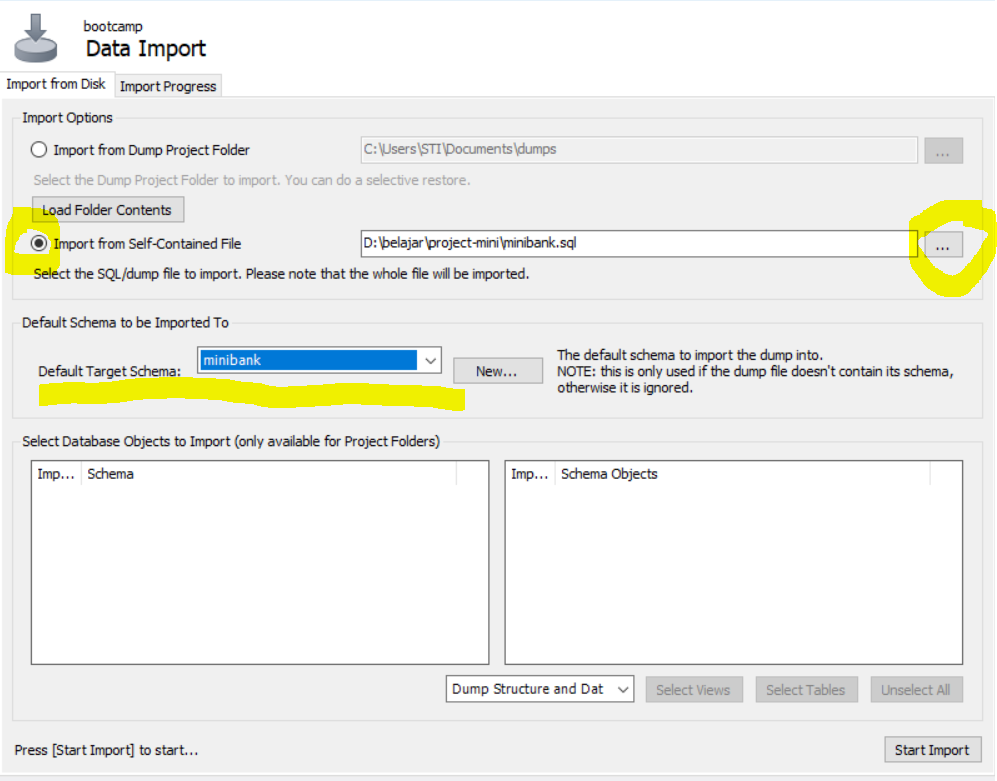 bootcamp
Data Import
Import from Disk
Import Progress
Import Options
Import from Dump Project Folder
C:\Users\STI\Documents\dumps
...
Select the Dump Project Folder to import. You can do a selective restore.
Load Folder Contents
Import from Self-Contained File
D:\belajar\project-mini\minibank.sql
...
Select the SQL/dump file to import. Please note that the whole file will be imported.
Default Schema to be Imported To
Default Target Schema:
minibank
New...
The default schema to import the dump into.
NOTE: this is only used if the dump file doesn't contain its schema,
otherwise it is ignored.
Select Database Objects to Import (only available for Project Folders)
Imp... Schema
Imp... Schema Objects
Dump Structure and Dat
Select Views
Select Tables
Unselect All
Press [Start Import] to start...
Start Import